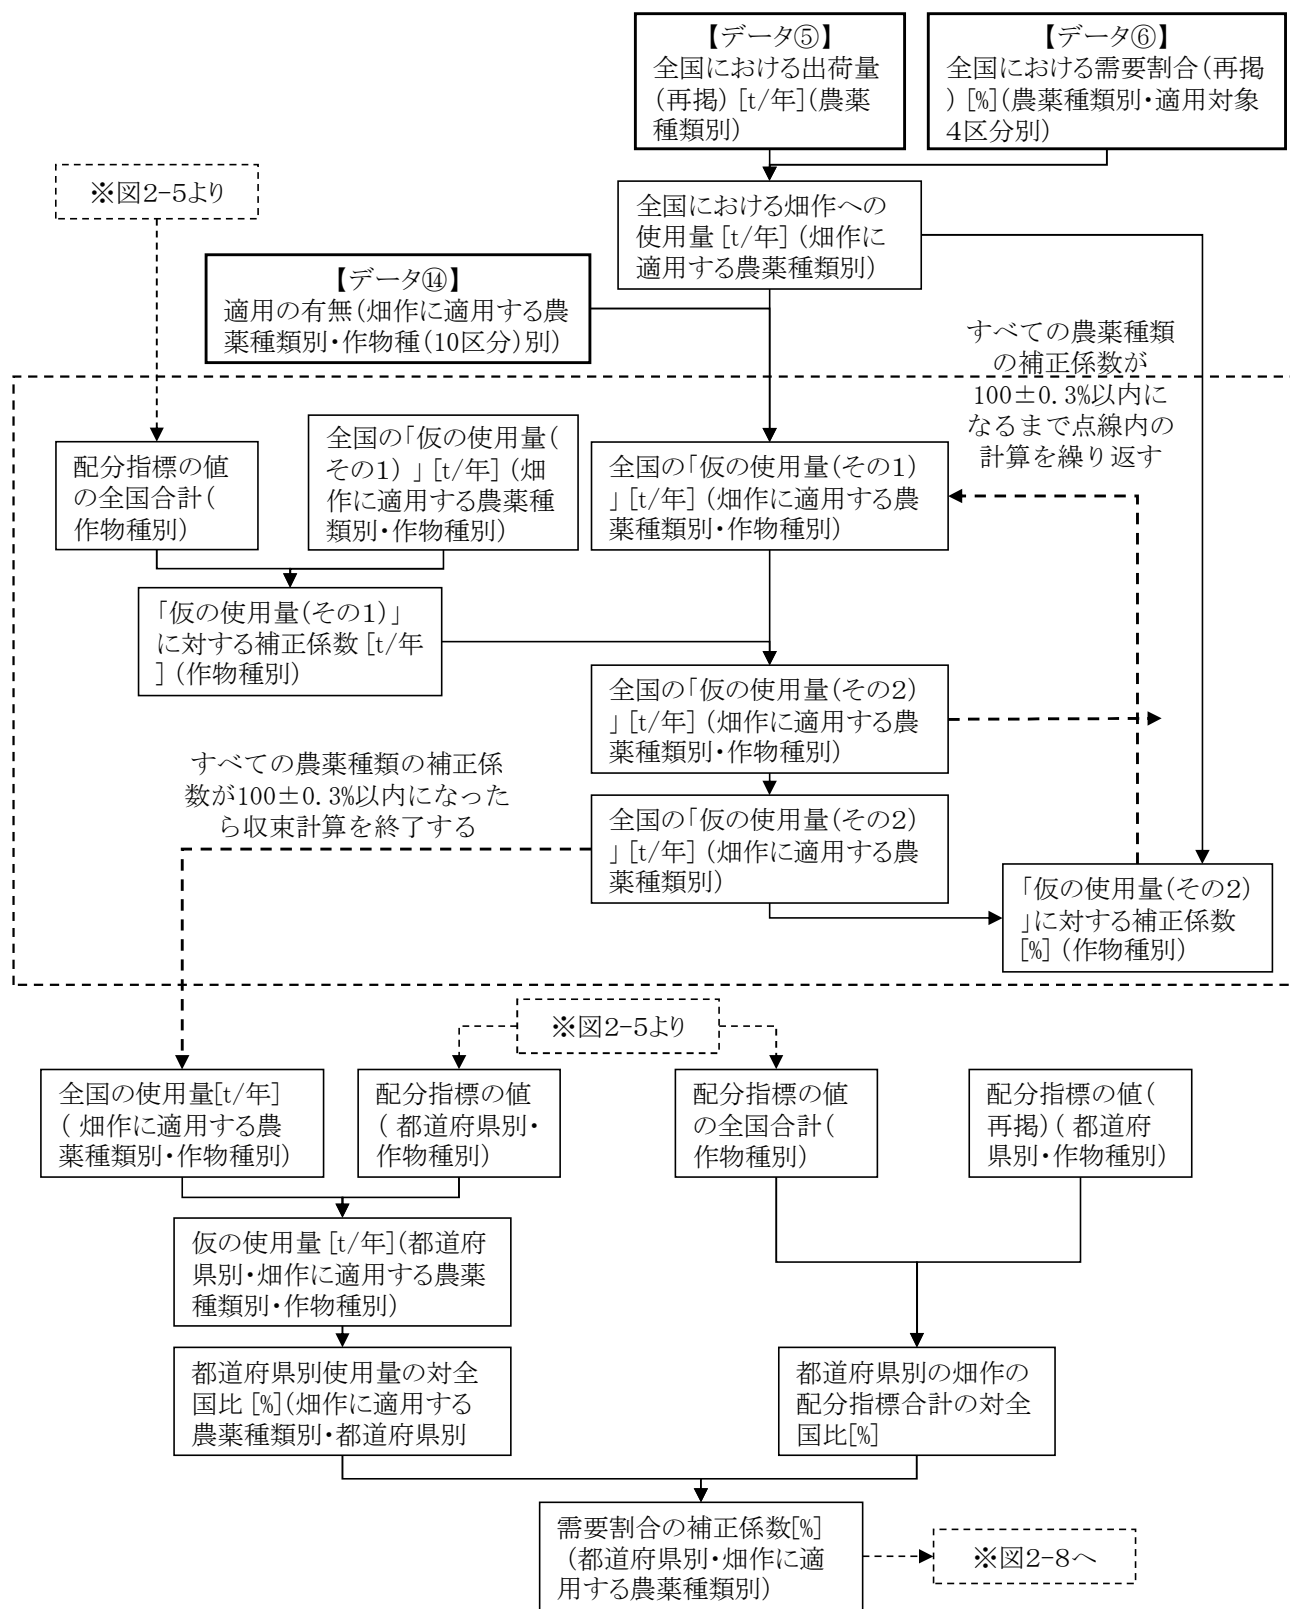 【データ⑤】
全国における出荷量
(再掲) [t/年](農薬
種類別)
【データ⑥】
全国における需要割合(再掲
) [%](農薬種類別・適用対象
4区分別)
※図2-5より
全国における畑作への
使用量 [t/年] (畑作に
適用する農薬種類別)
【データ⑭】
適用の有無(畑作に適用する農
薬種類別・作物種(10区分)別)
すべての農薬種類
の補正係数が
100±0.3%以内に
なるまで点線内の
計算を繰り返す
配分指標の値
の全国合計(
作物種別)
全国の「仮の使用量(
その1) 」 [t/年] (畑
作に適用する農薬種
類別・作物種別)
全国の「仮の使用量(その1)
」 [t/年] (畑作に適用する農
薬種類別・作物種別)
「仮の使用量(その1)」
に対する補正係数 [t/年
] (作物種別)
全国の「仮の使用量(その2)
」 [t/年] (畑作に適用する農
薬種類別・作物種別)
すべての農薬種類の補正係
数が100±0.3%以内になった
ら収束計算を終了する
全国の「仮の使用量(その2)
」 [t/年] (畑作に適用する農
薬種類別)
「仮の使用量(その2)
」に対する補正係数
[%] (作物種別)
※図2-5より
全国の使用量[t/年]
( 畑作に適用する農
薬種類別・作物種別)
配分指標の値
( 都道府県別・
作物種別)
配分指標の値
の全国合計(
作物種別)
配分指標の値(
再掲) ( 都道府
県別・作物種別)
仮の使用量 [t/年](都道府
県別・畑作に適用する農薬
種類別・作物種別)
都道府県別使用量の対全
国比 [%](畑作に適用する
農薬種類別・都道府県別
都道府県別の畑作の
配分指標合計の対全
国比[%]
需要割合の補正係数[%]
(都道府県別・畑作に適
用する農薬種類別)
※図2-8へ